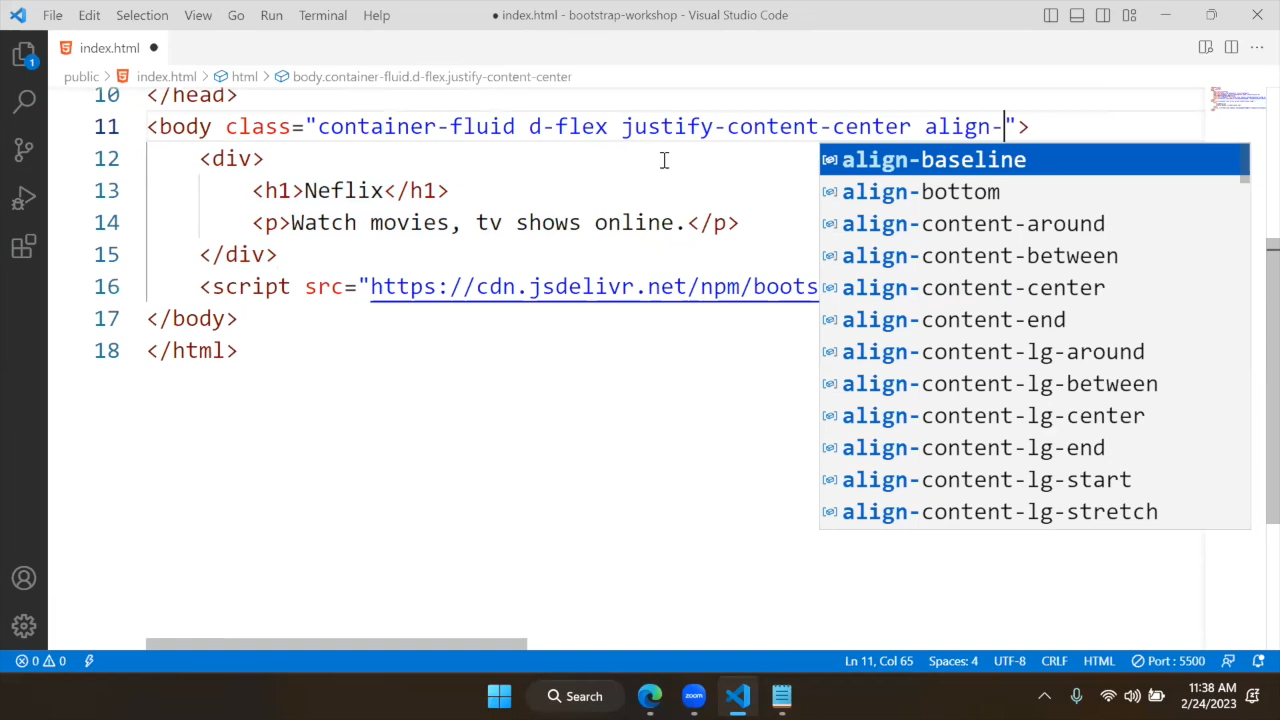 File Edit Selection View Go Run Terminal Help
● index.html - bootstrap-workshop - Visual Studio Code
index.html ●
public > index.html > html > body.container-fluid.d-flex.justify-content-center
10 </head>
11 <body class="container-fluid d-flex justify-content-center align-">
12 <div>
13 <h1>Neflix</h1>
14 <p>Watch movies, tv shows online.</p>
15 </div>
16 <script src="https://cdn.jsdelivr.net/npm/boots
17 </body>
18 </html>
align-baseline
align-bottom
align-content-around
align-content-between
align-content-center
align-content-end
align-content-lg-around
align-content-lg-between
align-content-lg-center
align-content-lg-end
align-content-lg-start
align-content-lg-stretch
1
0 0 Ln 11, Col 65 Spaces: 4 UTF-8 CRLF HTML Port : 5500
Search zoom 11:38 AM
2/24/2023